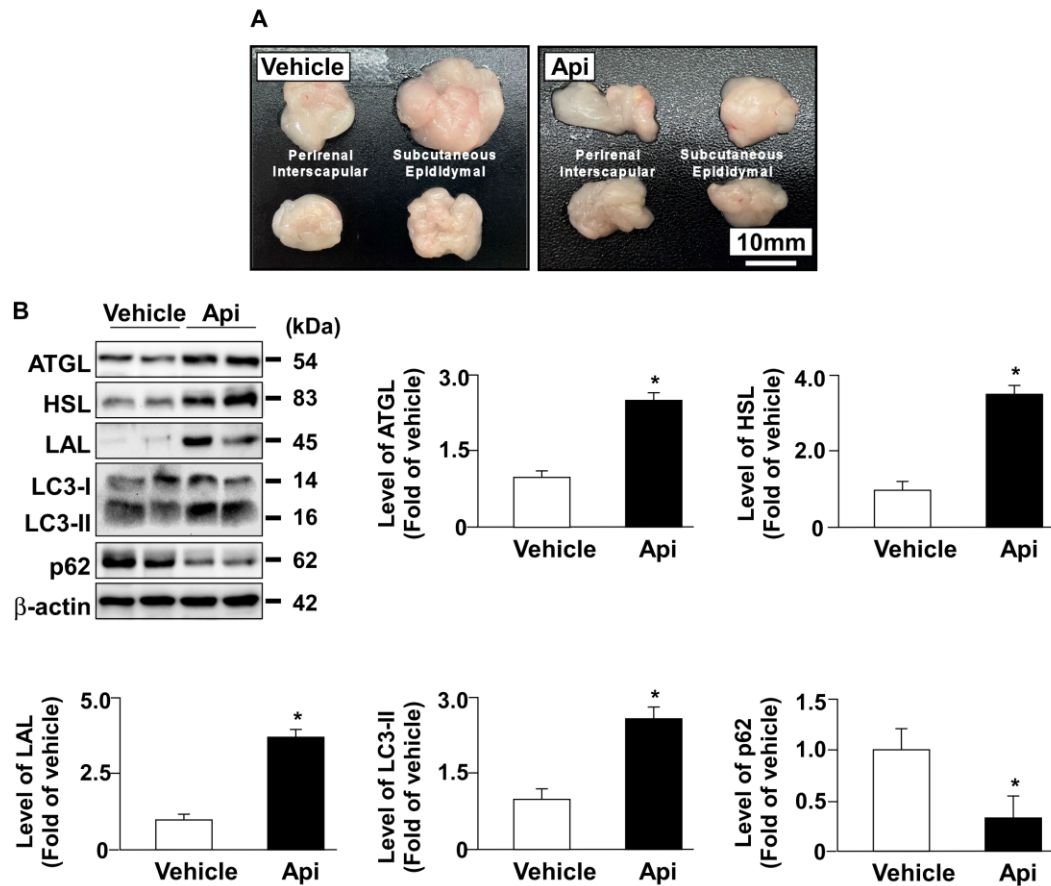 A
Vehicle
Perirenal
Interscapular
Subcutaneous
Epididymal
Api
Perirenal
Interscapular
Subcutaneous
Epididymal
10mm
B
Vehicle Api (kDa)
ATGL 54
HSL 83
LAL 45
LC3-I 14
LC3-II 16
p62 62
β-actin 42
Level of ATGL
(Fold of vehicle)
3.0
1.5
0
*
Vehicle Api
Level of HSL
(Fold of vehicle)
4.0
2.0
0
*
Vehicle Api
Level of LAL
(Fold of vehicle)
5.0
2.5
0
*
Vehicle Api
Level of LC3-II
(Fold of vehicle)
3.0
1.5
0
*
Vehicle Api
Level of p62
(Fold of vehicle)
1.5
1.0
0.5
0
*
Vehicle Api